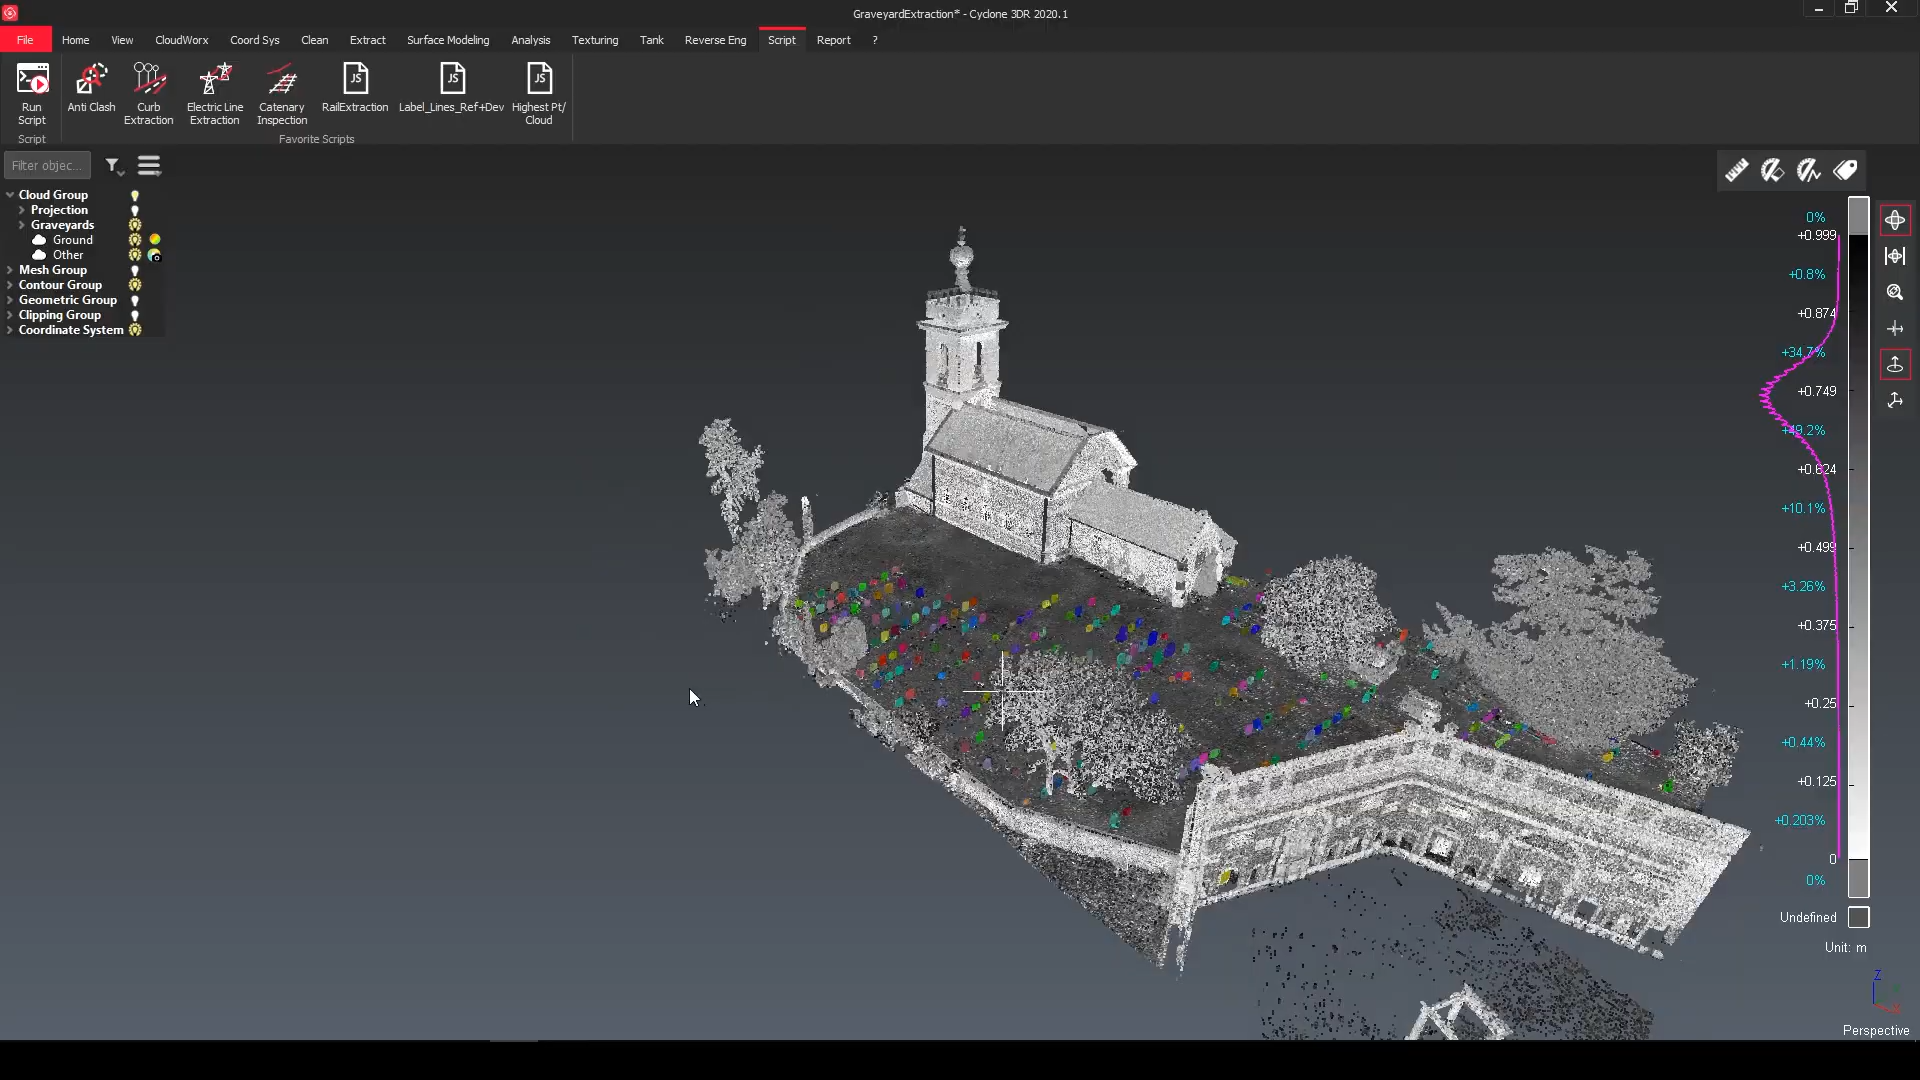 GraveyardExtraction* - Cyclone 3DR 2020.1
File Home View CloudWorx Coord Sys Clean Extract Surface Modeling Analysis Texturing Tank Reverse Eng Script Report ?
JS JS JS
Run Script
Anti Clash
Curb Extraction
Electric Line Extraction
Catenary Inspection
RailExtraction
Label_Lines_Ref+Dev
Highest Pt/ Cloud
Script
Favorite Scripts
Filter objec...
Cloud Group
Projection
Graveyards
Ground
Other
Mesh Group
Contour Group
Geometric Group
Clipping Group
Coordinate System
0%
+0.999
+0.8%
+0.874
+34.7%
+0.749
+49.2%
+0.624
+10.1%
+0.499
+3.26%
+0.375
+1.19%
+0.25
+0.44%
+0.125
+0.203%
0
0%
Undefined
Unit: m
Z
Perspective